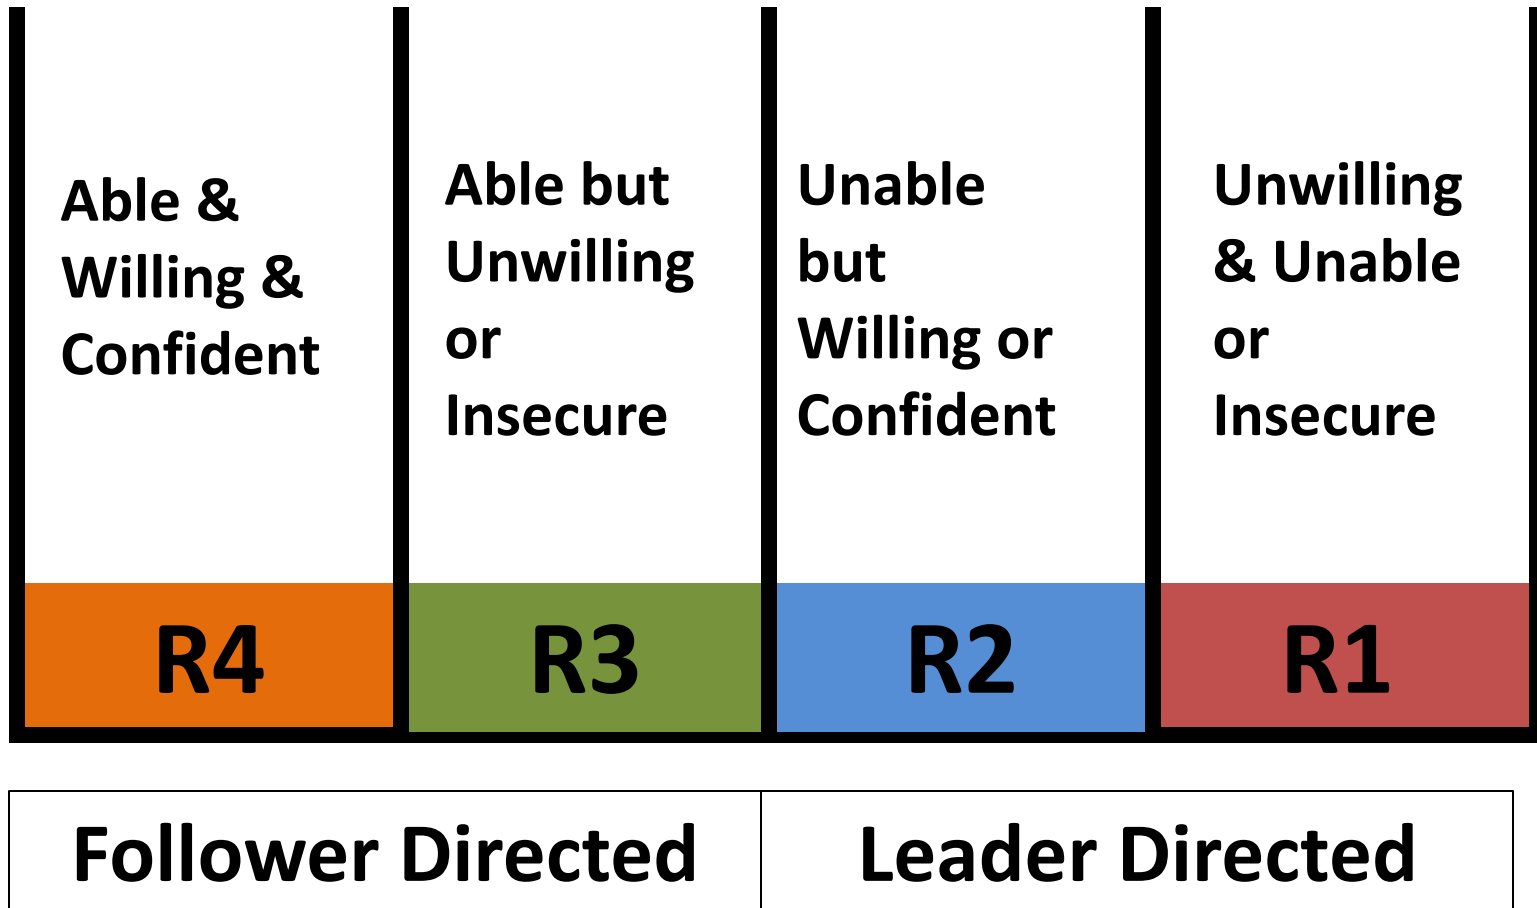 Able &
Willing &
Confident
Able but
Unwilling
or
Insecure
Unable
but
Willing or
Confident
Unwilling
& Unable
or
Insecure
R4
R3
R2
R1
Follower Directed
Leader Directed